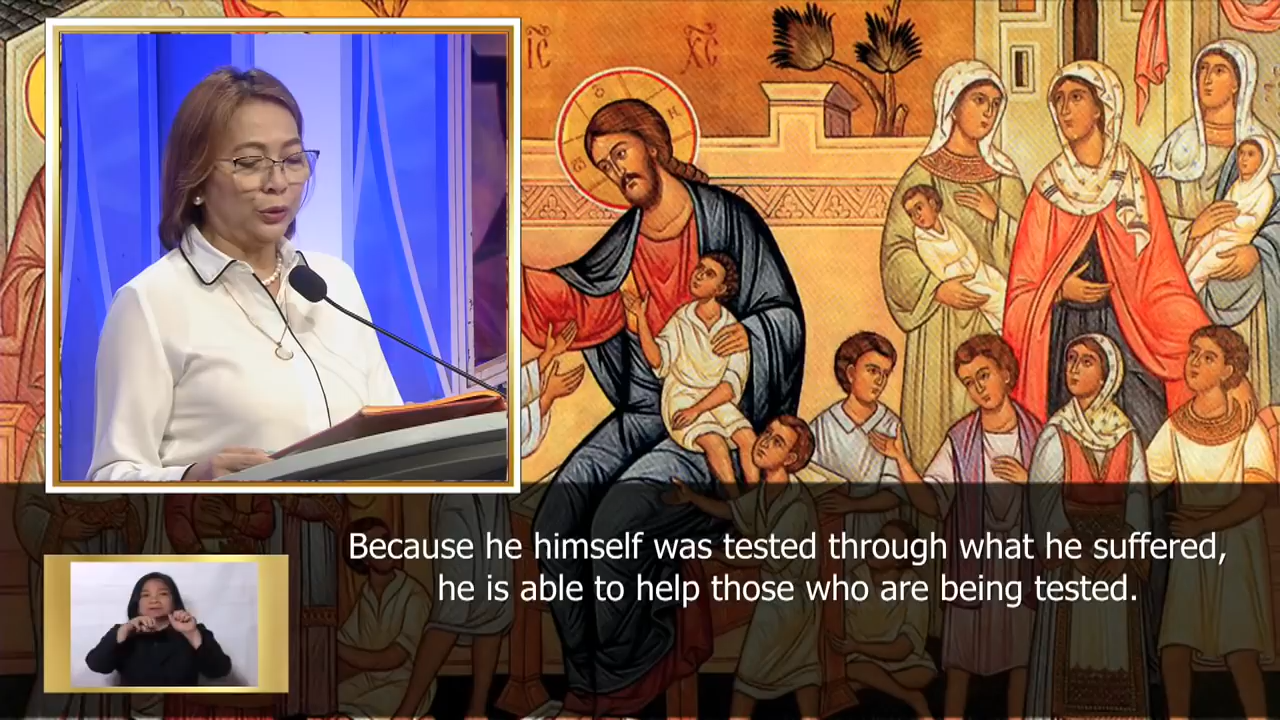 IC XC
Because he himself was tested through what he suffered,
he is able to help those who are being tested.